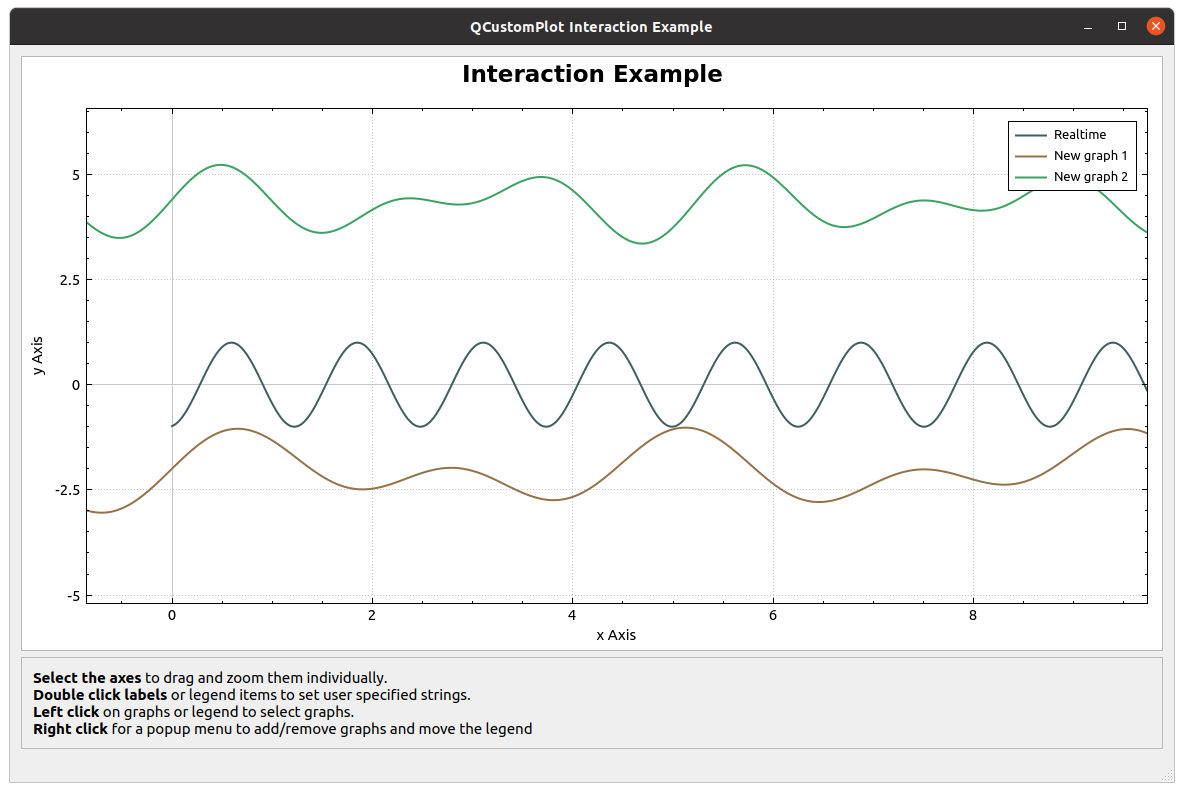 QCustomPlot Interaction Example
Interaction Example
Realtime
New graph 1
New graph 2
5
2.5
0
-2.5
-5
y Axis
0 2 4 6 8
x Axis
Select the axes to drag and zoom them individually.
Double click labels or legend items to set user specified strings.
Left click on graphs or legend to select graphs.
Right click for a popup menu to add/remove graphs and move the legend